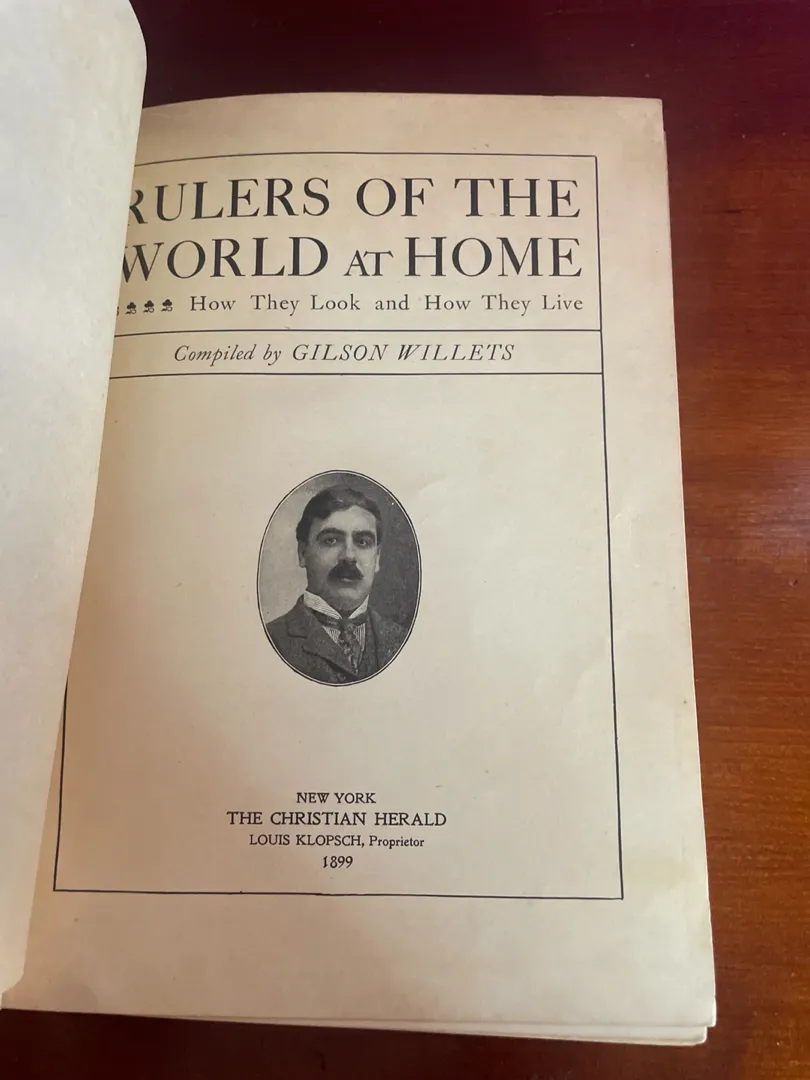 RULERS OF THE
WORLD AT HOME
How They Look and How They Live
Compiled by GILSON WILLETS
NEW YORK
THE CHRISTIAN HERALD
LOUIS KLOPSCH, Proprietor
1899